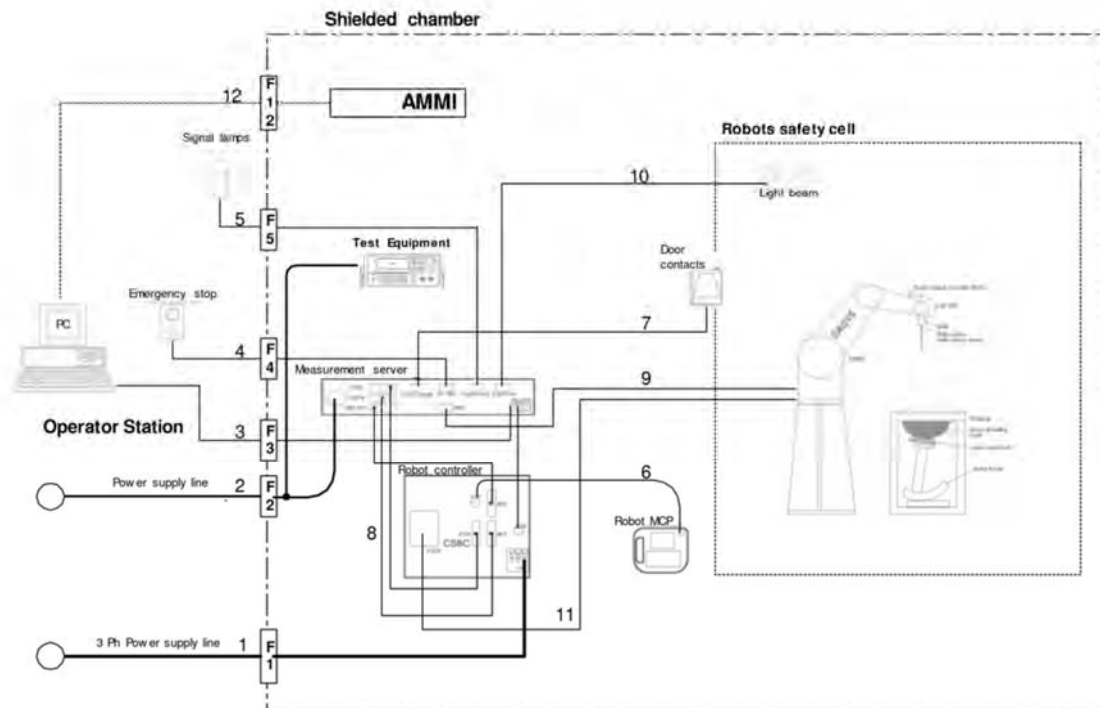 Shielded chamber
12
F
1
2
AMMI
Signal lamps
Robots safety cell
10
Light beam
5
F
5
Test Equipment
Door
contacts
Emergency stop
PC
7
4
F
4
Measurement server
9
Operator Station
3
F
3
Robot controller
Power supply line
2
F
2
6
Robot MCP
8
CS8C
11
3 Ph Power supply line
1
F
1